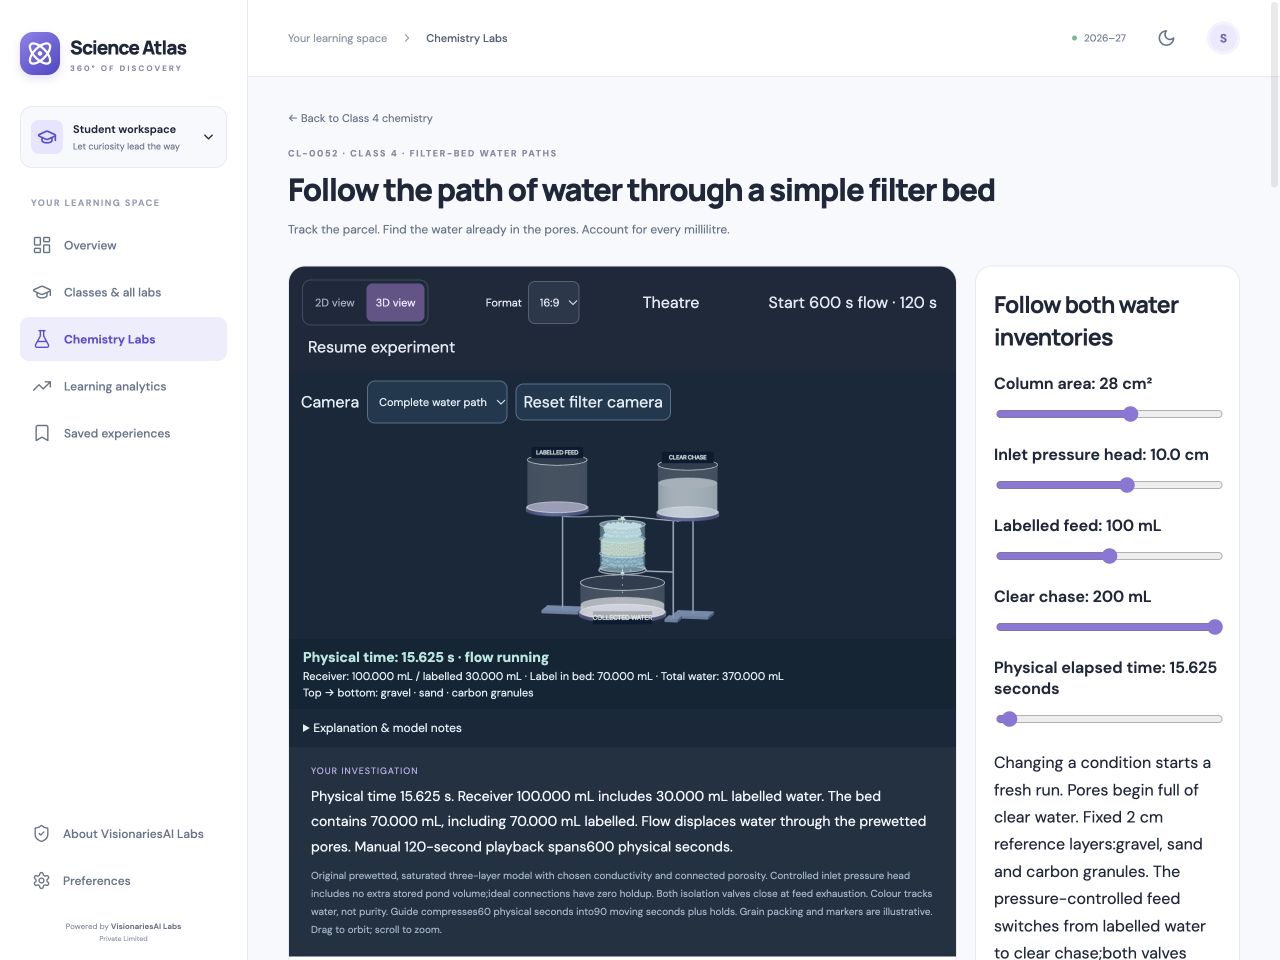 Science Atlas
360° OF DISCOVERY
Student workspace
Let curiosity lead the way
YOUR LEARNING SPACE
Overview
Classes & all labs
Chemistry Labs
Learning analytics
Saved experiences
About VisionariesAI Labs
Preferences
Powered by VisionariesAI Labs
Private Limited
Your learning space > Chemistry Labs
2026–27
S
← Back to Class 4 chemistry
CL-0052 · CLASS 4 · FILTER-BED WATER PATHS
Follow the path of water through a simple filter bed
Track the parcel. Find the water already in the pores. Account for every millilitre.
2D view
3D view
Format
16:9
Theatre
Start 600 s flow · 120 s
Resume experiment
Camera
Complete water path
Reset filter camera
LABELLED FEED
CLEAR CHASE
COLLECTED WATER
Physical time: 15.625 s · flow running
Receiver: 100.000 mL / labelled 30.000 mL · Label in bed: 70.000 mL · Total water: 370.000 mL
Top → bottom: gravel · sand · carbon granules
▶ Explanation & model notes
YOUR INVESTIGATION
Physical time 15.625 s. Receiver 100.000 mL includes 30.000 mL labelled water. The bed
contains 70.000 mL, including 70.000 mL labelled. Flow displaces water through the prewetted
pores. Manual 120-second playback spans600 physical seconds.
Original prewetted, saturated three-layer model with chosen conductivity and connected porosity. Controlled inlet pressure head
includes no extra stored pond volume;ideal connections have zero holdup. Both isolation valves close at feed exhaustion. Colour tracks
water, not purity. Guide compresses60 physical seconds into90 moving seconds plus holds. Grain packing and markers are illustrative.
Drag to orbit; scroll to zoom.
Follow both water
inventories
Column area: 28 cm²
Inlet pressure head: 10.0 cm
Labelled feed: 100 mL
Clear chase: 200 mL
Physical elapsed time: 15.625
seconds
Changing a condition starts a
fresh run. Pores begin full of
clear water. Fixed 2 cm
reference layers:gravel, sand
and carbon granules. The
pressure-controlled feed
switches from labelled water
to clear chase;both valves